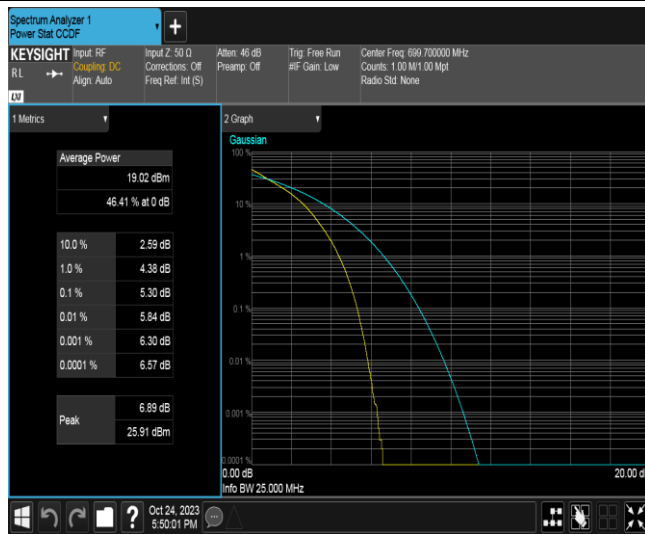 Spectrum Analyzer 1
Power Stat CCDF
+
KEYSIGHT
RL
LXI
Input: RF
Coupling: DC
Align: Auto
Input Z: 50 Ω
Corrections: Off
Freq Ref: Int (S)
Atten: 46 dB
Preamp: Off
Trig: Free Run
#IF Gain: Low
Center Freq: 699.700000 MHz
Counts: 1.00 M/1.00 Mpt
Radio Std: None
1 Metrics
Average Power
19.02 dBm
46.41 % at 0 dB
10.0 % 2.59 dB
1.0 % 4.38 dB
0.1 % 5.30 dB
0.01 % 5.84 dB
0.001 % 6.30 dB
0.0001 % 6.57 dB
Peak
6.89 dB
25.91 dBm
2 Graph
Gaussian
100 %
10 %
1 %
0.1 %
0.01 %
0.001 %
0.0001 %
0.00 dB
20.00 d
Info BW 25.000 MHz
?
Oct 24, 2023
5:50:01 PM